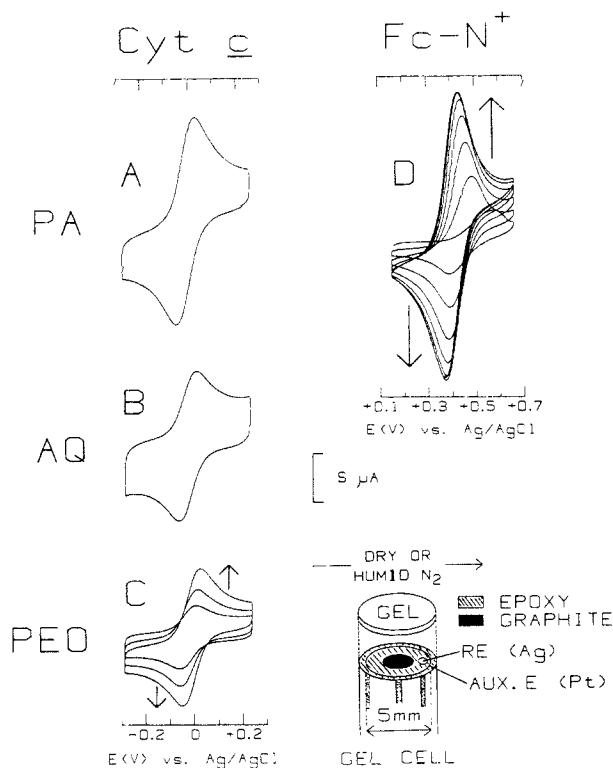 Cyt c
Fc-N+
A
PA
D
+0.1 +0.3 +0.5 +0.7
E(V) vs. Ag/AgCl
B
AQ
5 μA
C
PEO
-0.2 0 +0.2
E(V) vs. Ag/AgCl
DRY OR
HUMID N2
GEL
EPOXY
GRAPHITE
RE (Ag)
AUX.E (Pt)
5mm
GEL CELL